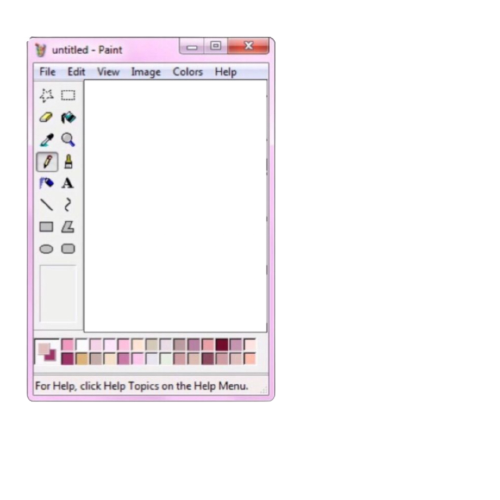 untitled - Paint
File Edit View Image Colors Help
A
For Help, click Help Topics on the Help Menu.